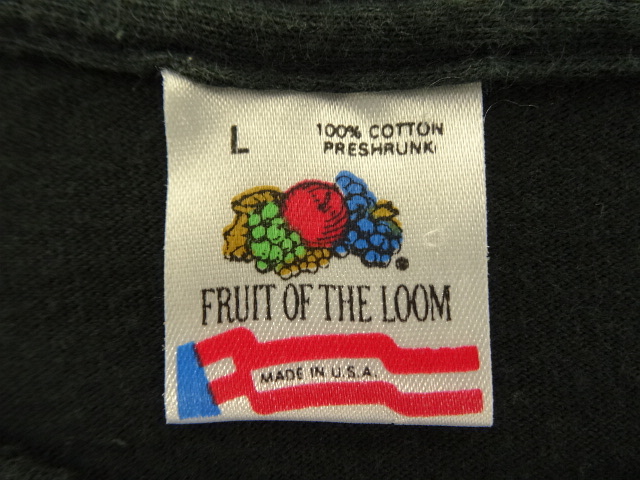 L
100% COTTON
PRESHRUNK
FRUIT OF THE LOOM
MADE IN U.S.A.